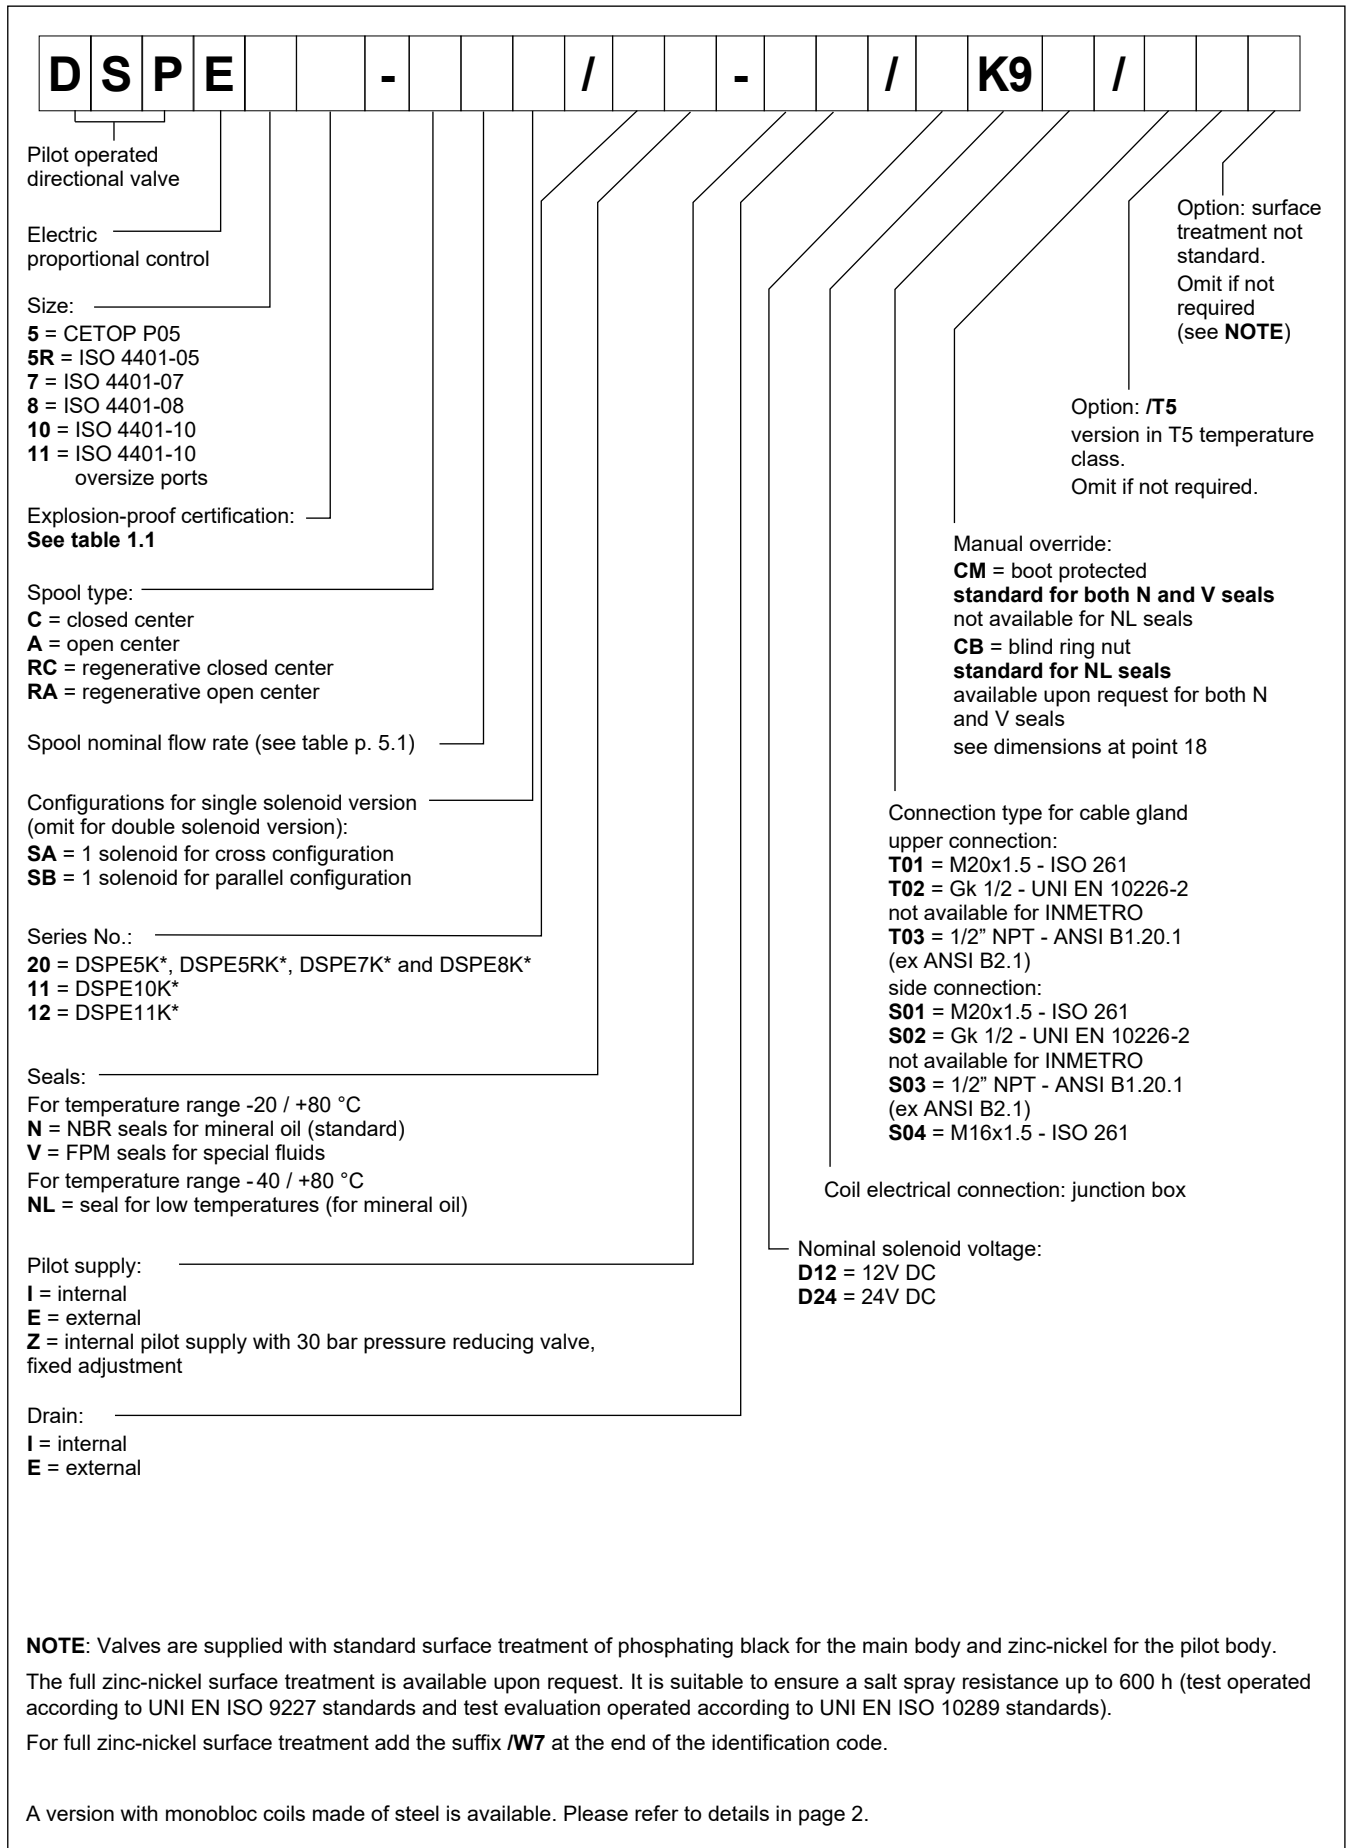 D S P E - / - / K9 /
Pilot operated
directional valve
Electric
proportional control
Size:
5 = CETOP P05
5R = ISO 4401-05
7 = ISO 4401-07
8 = ISO 4401-08
10 = ISO 4401-10
11 = ISO 4401-10
oversize ports
Explosion-proof certification:
See table 1.1
Spool type:
C = closed center
A = open center
RC = regenerative closed center
RA = regenerative open center
Spool nominal flow rate (see table p. 5.1)
Configurations for single solenoid version
(omit for double solenoid version):
SA = 1 solenoid for cross configuration
SB = 1 solenoid for parallel configuration
Series No.:
20 = DSPE5K*, DSPE5RK*, DSPE7K* and DSPE8K*
11 = DSPE10K*
12 = DSPE11K*
Seals:
For temperature range -20 / +80 °C
N = NBR seals for mineral oil (standard)
V = FPM seals for special fluids
For temperature range -40 / +80 °C
NL = seal for low temperatures (for mineral oil)
Pilot supply:
I = internal
E = external
Z = internal pilot supply with 30 bar pressure reducing valve,
fixed adjustment
Drain:
I = internal
E = external
Option: surface
treatment not
standard.
Omit if not
required
(see NOTE)
Option: /T5
version in T5 temperature
class.
Omit if not required.
Manual override:
CM = boot protected
standard for both N and V seals
not available for NL seals
CB = blind ring nut
standard for NL seals
available upon request for both N
and V seals
see dimensions at point 18
Connection type for cable gland
upper connection:
T01 = M20x1.5 - ISO 261
T02 = Gk 1/2 - UNI EN 10226-2
not available for INMETRO
T03 = 1/2” NPT - ANSI B1.20.1
(ex ANSI B2.1)
side connection:
S01 = M20x1.5 - ISO 261
S02 = Gk 1/2 - UNI EN 10226-2
not available for INMETRO
S03 = 1/2” NPT - ANSI B1.20.1
(ex ANSI B2.1)
S04 = M16x1.5 - ISO 261
Coil electrical connection: junction box
Nominal solenoid voltage:
D12 = 12V DC
D24 = 24V DC
NOTE: Valves are supplied with standard surface treatment of phosphating black for the main body and zinc-nickel for the pilot body.
The full zinc-nickel surface treatment is available upon request. It is suitable to ensure a salt spray resistance up to 600 h (test operated
according to UNI EN ISO 9227 standards and test evaluation operated according to UNI EN ISO 10289 standards).
For full zinc-nickel surface treatment add the suffix /W7 at the end of the identification code.
A version with monobloc coils made of steel is available. Please refer to details in page 2.